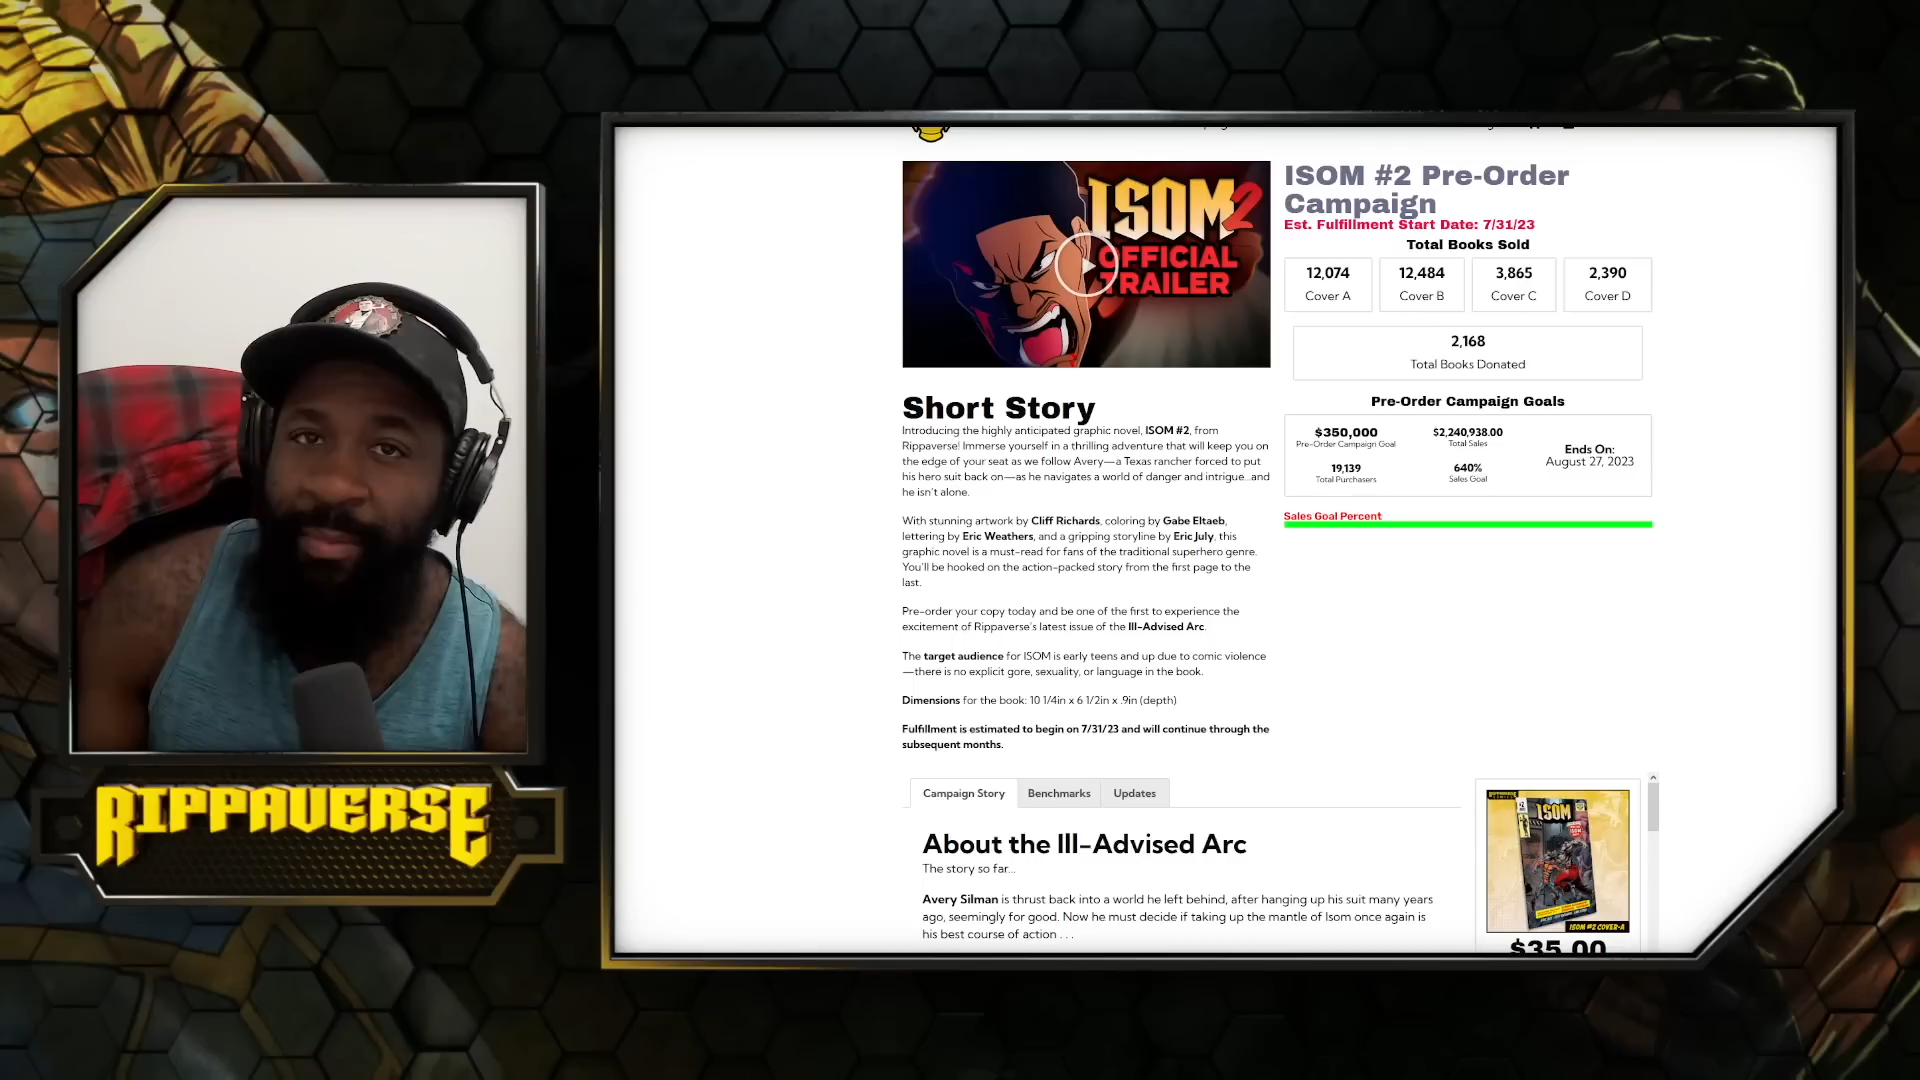 ISOM 2
OFFICIAL
TRAILER
ISOM #2 Pre-Order
Campaign
Est. Fulfillment Start Date: 7/31/23
Total Books Sold
12,074
Cover A
12,484
Cover B
3,865
Cover C
2,390
Cover D
2,168
Total Books Donated
Pre-Order Campaign Goals
$350,000
Pre-Order Campaign Goal
$2,240,938.00
Total Sales
19,139
Total Purchasers
640%
Sales Goal
Ends On:
August 27, 2023
Sales Goal Percent
Short Story
Introducing the highly anticipated graphic novel, ISOM #2, from
Rippaverse! Immerse yourself in a thrilling adventure that will keep you on
the edge of your seat as we follow Avery—a Texas rancher forced to put
his hero suit back on—as he navigates a world of danger and intrigue...and
he isn't alone.
With stunning artwork by Cliff Richards, coloring by Gabe Eltaeb,
lettering by Eric Weathers, and a gripping storyline by Eric July, this
graphic novel is a must-read for fans of the traditional superhero genre.
You'll be hooked on the action-packed story from the first page to the
last.
Pre-order your copy today and be one of the first to experience the
excitement of Rippaverse's latest issue of the Ill-Advised Arc.
The target audience for ISOM is early teens and up due to comic violence
—there is no explicit gore, sexuality, or language in the book.
Dimensions for the book: 10 1/4in x 6 1/2in x .9in (depth)
Fulfillment is estimated to begin on 7/31/23 and will continue through the
subsequent months.
Campaign Story
Benchmarks
Updates
About the Ill-Advised Arc
The story so far...
Avery Silman is thrust back into a world he left behind, after hanging up his suit many years
ago, seemingly for good. Now he must decide if taking up the mantle of Isom once again is
his best course of action . . .
ISOM
ISOM #2 COVER-A
$35.00
RIPPAVERSE